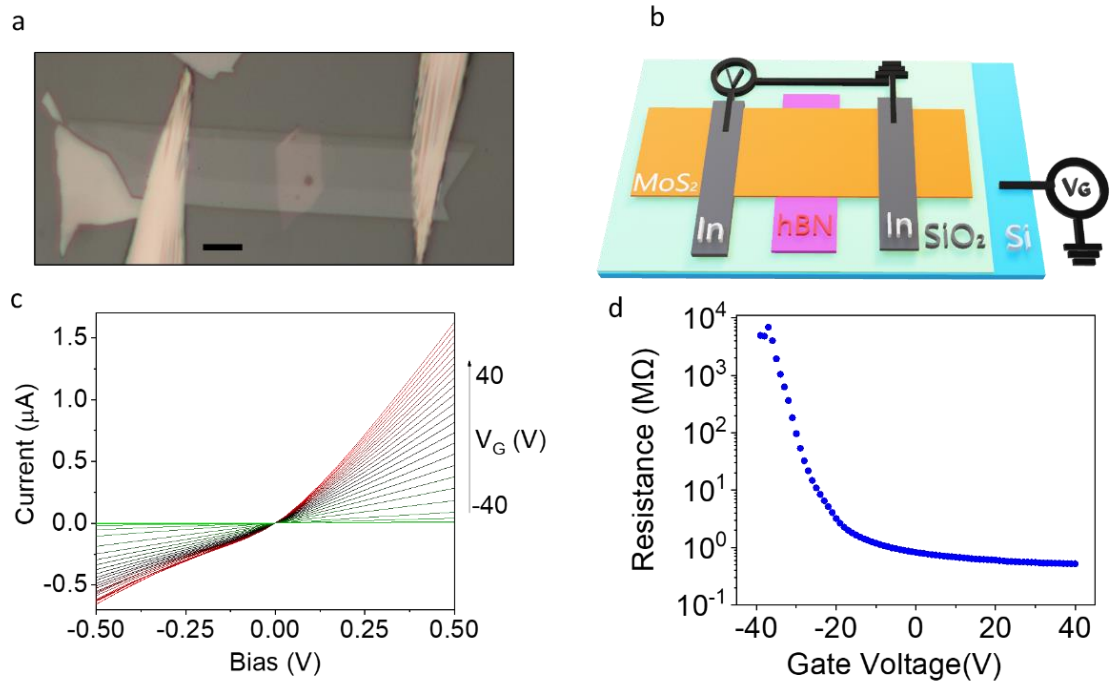 a
b
V
MoS₂
In
hBN
In
SiO₂
Si
V_G
c
Current (μA)
1.5
1.0
0.5
0.0
-0.5
40
V_G (V)
-40
-0.50
-0.25
0.00
0.25
0.50
Bias (V)
d
Resistance (MΩ)
10⁴
10³
10²
10¹
10⁰
10⁻¹
-40
-20
0
20
40
Gate Voltage(V)